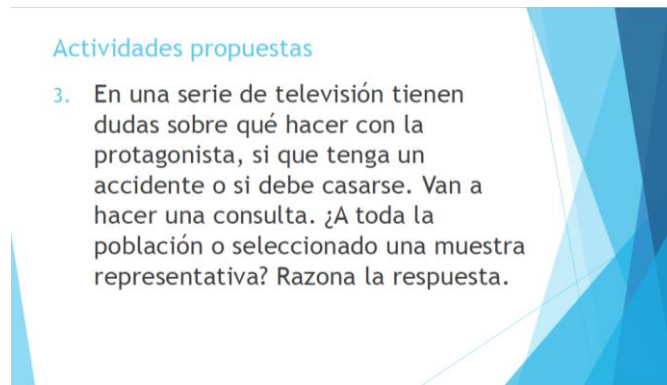 Actividades propuestas
3. En una serie de televisión tienen
dudas sobre qué hacer con la
protagonista, si que tenga un
accidente o si debe casarse. Van a
hacer una consulta. ¿A toda la
población o seleccionado una muestra
representativa? Razona la respuesta.